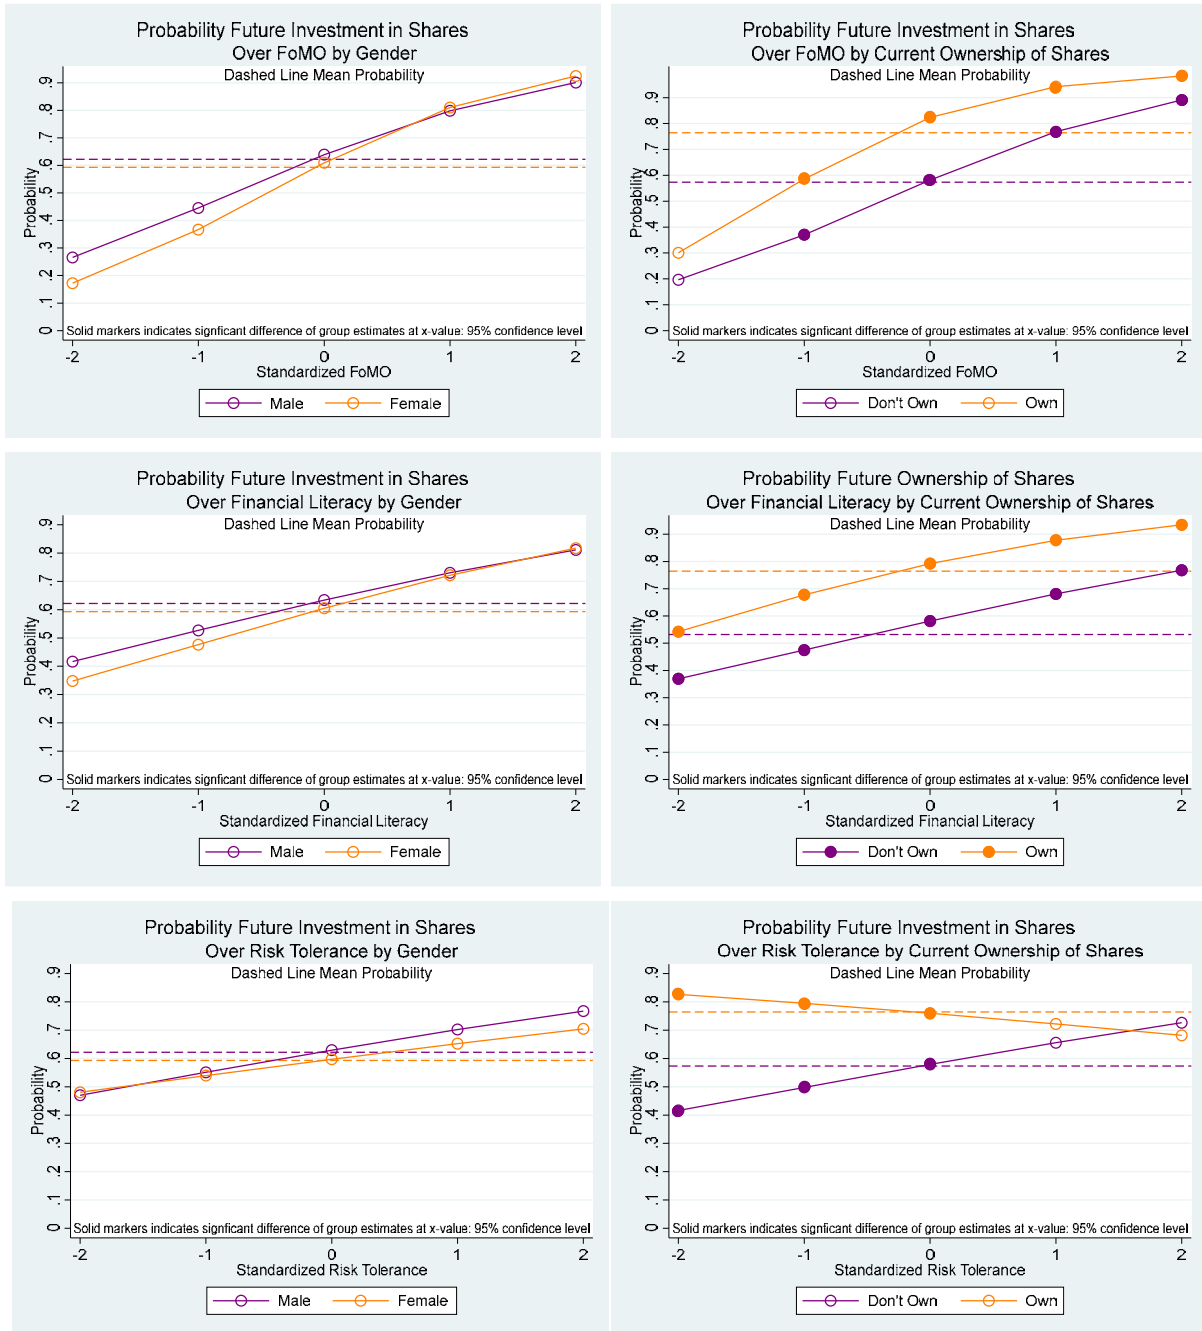 Probability Future Investment in Shares
Over FoMO by Gender
Dashed Line Mean Probability
Probability
.9
.8
.7
.6
.5
.4
.3
.2
.1
0
Solid markers indicates signficant difference of group estimates at x-value: 95% confidence level
-2 -1 0 1 2
Standardized FoMO
Male Female
Probability Future Investment in Shares
Over FoMO by Current Ownership of Shares
Dashed Line Mean Probability
Probability
.9
.8
.7
.6
.5
.4
.3
.2
.1
0
Solid markers indicates signficant difference of group estimates at x-value: 95% confidence level
-2 -1 0 1 2
Standardized FoMO
Don't Own Own
Probability Future Investment in Shares
Over Financial Literacy by Gender
Dashed Line Mean Probability
Probability
.9
.8
.7
.6
.5
.4
.3
.2
.1
0
Solid markers indicates signficant difference of group estimates at x-value: 95% confidence level
-2 -1 0 1 2
Standardized Financial Literacy
Male Female
Probability Future Ownership of Shares
Over Financial Literacy by Current Ownership of Shares
Dashed Line Mean Probability
Probability
.9
.8
.7
.6
.5
.4
.3
.2
.1
0
Solid markers indicates signficant difference of group estimates at x-value: 95% confidence level
-2 -1 0 1 2
Standardized Financial Literacy
Don't Own Own
Probability Future Investment in Shares
Over Risk Tolerance by Gender
Dashed Line Mean Probability
Probability
.9
.8
.7
.6
.5
.4
.3
.2
.1
0
Solid markers indicates signficant difference of group estimates at x-value: 95% confidence level
-2 -1 0 1 2
Standardized Risk Tolerance
Male Female
Probability Future Investment in Shares
Over Risk Tolerance by Current Ownership of Shares
Dashed Line Mean Probability
Probability
.9
.8
.7
.6
.5
.4
.3
.2
.1
0
Solid markers indicates signficant difference of group estimates at x-value: 95% confidence level
-2 -1 0 1 2
Standardized Risk Tolerance
Don't Own Own